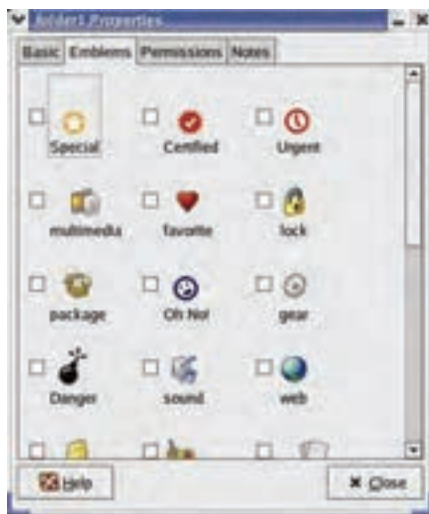 folder1 Properties
Basic Emblems Permissions Notes
Special Certified Urgent
multimedia favorite lock
package Oh No! gear
Danger sound web
Help Close